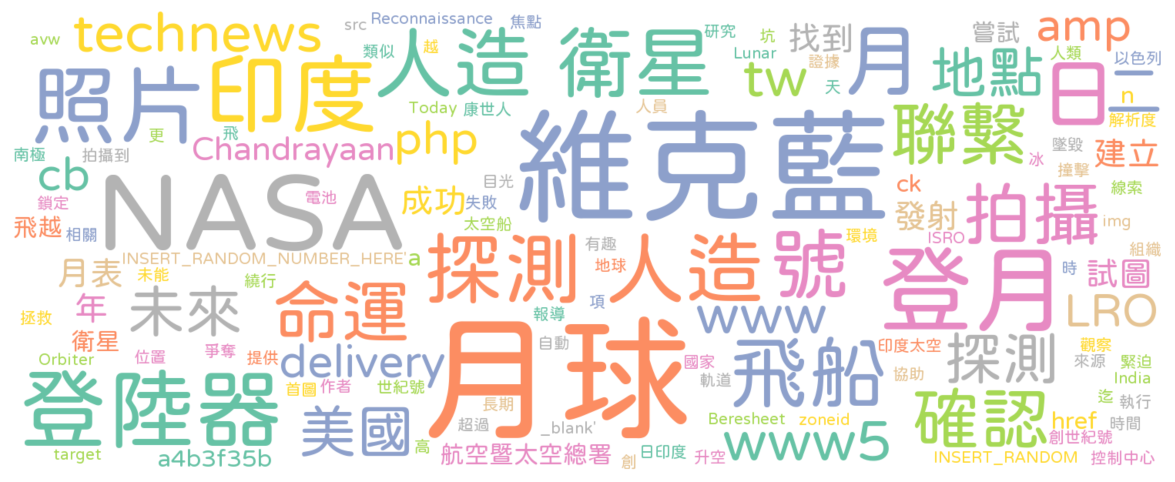 technews
src
Reconnaissance
焦點
amp
avw
類似
越
人造 衛星
研究
坑
找到
嘗試
月
人類
以色列
照片
印度
Lunar
證據
tw
地點
日
二
n
解析度
Today
康世人
天
人員
更
飛
php
維克藍
聯繫
墜毀
建立
南極
拍攝到
Chandrayaan
cb
NASA
電池
成功
失敗
目光
ck
冰
撞擊
線索
鎖定
飛越
相關
太空船
發射
拍攝
img
INSERT_RANDOM_NUMBER_HERE'
a
探測
有趣
人造
號
環境
ISRO
組織
月表
未能
繞行
地球
登月
時
試圖
年
未來
命運
項
www
LRO
拯救
衛星
報導
自動
Orbiter
位置
爭奪
提供
delivery
月球
國家
飛船
印度太空
探測
觀察
來源
緊迫
India
登陸器
首圖
作者
世紀號
軌道
協助
長期
美國
超過
_blank'
Beresheet
zoneid
確認
href
迄
執行
時間
創世紀號
target
a4b3f35b
高
航空暨太空總署
創
日印度
升空
www5
INSERT_RANDOM
控制中心